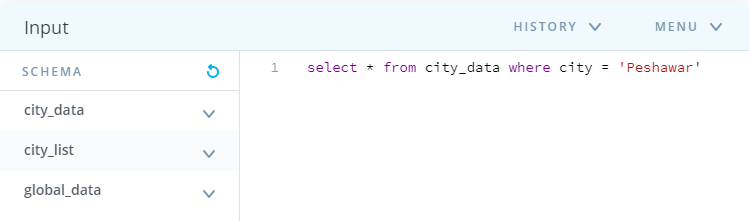 Input
HISTORY
MENU
SCHEMA
1 select * from city_data where city = 'Peshawar'
city_data
city_list
global_data